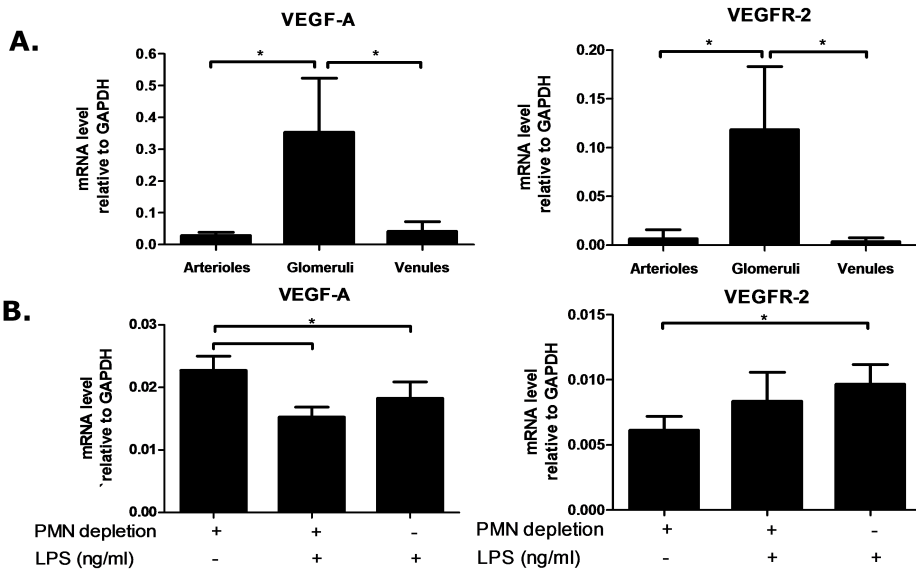 A.
VEGF-A
mRNA level
relative to GAPDH
0.6
0.5
0.4
0.3
0.2
0.1
0.0
* *
Arterioles Glomeruli Venules
VEGFR-2
mRNA level
relative to GAPDH
0.20
0.15
0.10
0.05
0.00
* *
Arterioles Glomeruli Venules
B.
VEGF-A
mRNA level
`relative to GAPDH
0.03
0.02
0.01
0.00
*
PMN depletion + + -
LPS (ng/ml) - + +
VEGFR-2
mRNA level
relative to GAPDH
0.015
0.010
0.005
0.000
*
PMN depletion + + -
LPS (ng/ml) - + +